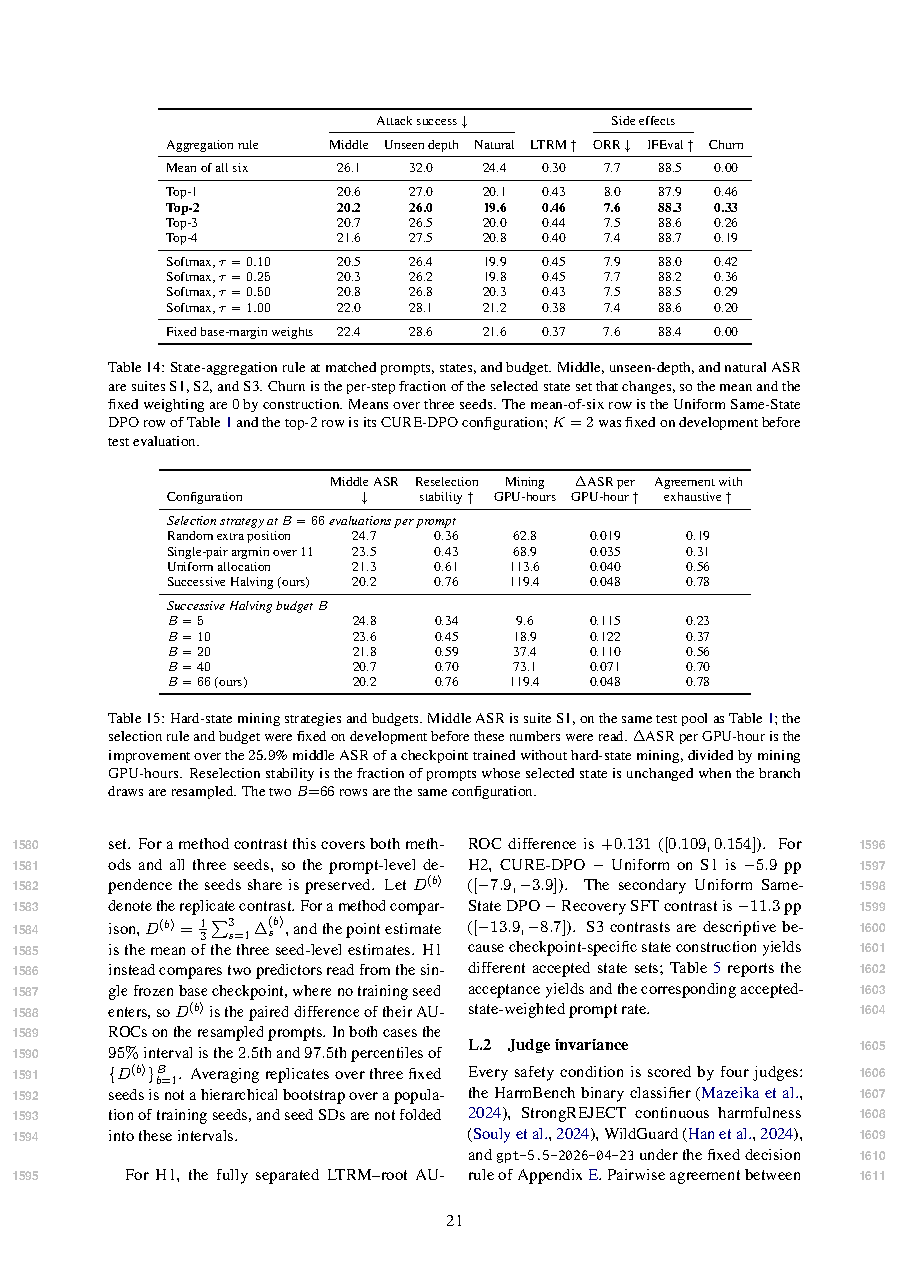 Attack success ↓ Side effects
Aggregation rule Middle Unseen depth Natural LTRM ↑ ORR ↓ IFEval ↑ Churn
Mean of all six 26.1 32.0 24.4 0.30 7.7 88.5 0.00
Top-1 20.6 27.0 20.1 0.43 8.0 87.9 0.46
Top-2 20.2 26.0 19.6 0.46 7.6 88.3 0.33
Top-3 20.7 26.5 20.0 0.44 7.5 88.6 0.26
Top-4 21.6 27.5 20.8 0.40 7.4 88.7 0.19
Softmax, τ = 0.10 20.5 26.4 19.9 0.45 7.9 88.0 0.42
Softmax, τ = 0.25 20.3 26.2 19.8 0.45 7.7 88.2 0.36
Softmax, τ = 0.50 20.8 26.8 20.3 0.43 7.5 88.5 0.29
Softmax, τ = 1.00 22.0 28.1 21.2 0.38 7.4 88.6 0.20
Fixed base-margin weights 22.4 28.6 21.6 0.37 7.6 88.4 0.00
Table 14: State-aggregation rule at matched prompts, states, and budget. Middle, unseen-depth, and natural ASR
are suites S1, S2, and S3. Churn is the per-step fraction of the selected state set that changes, so the mean and the
fixed weighting are 0 by construction. Means over three seeds. The mean-of-six row is the Uniform Same-State
DPO row of Table 1 and the top-2 row is its CURE-DPO configuration; K = 2 was fixed on development before
test evaluation.
Middle ASR Reselection Mining ΔASR per Agreement with
Configuration ↓ stability ↑ GPU-hours GPU-hour ↑ exhaustive ↑
Selection strategy at B = 66 evaluations per prompt
Random extra position 24.7 0.36 62.8 0.019 0.19
Single-pair argmin over 11 23.5 0.43 68.9 0.035 0.31
Uniform allocation 21.3 0.61 113.6 0.040 0.56
Successive Halving (ours) 20.2 0.76 119.4 0.048 0.78
Successive Halving budget B
B = 5 24.8 0.34 9.6 0.115 0.23
B = 10 23.6 0.45 18.9 0.122 0.37
B = 20 21.8 0.59 37.4 0.110 0.56
B = 40 20.7 0.70 73.1 0.071 0.70
B = 66 (ours) 20.2 0.76 119.4 0.048 0.78
Table 15: Hard-state mining strategies and budgets. Middle ASR is suite S1, on the same test pool as Table 1; the
selection rule and budget were fixed on development before these numbers were read. ΔASR per GPU-hour is the
improvement over the 25.9% middle ASR of a checkpoint trained without hard-state mining, divided by mining
GPU-hours. Reselection stability is the fraction of prompts whose selected state is unchanged when the branch
draws are resampled. The two B=66 rows are the same configuration.
1580 set. For a method contrast this covers both meth-
1581 ods and all three seeds, so the prompt-level de-
1582 pendence the seeds share is preserved. Let D^(b)
1583 denote the replicate contrast. For a method compar-
1584 ison, D^(b) = 1/3 ∑_{s=1}^{3} Δ_s^(b), and the point estimate
1585 is the mean of the three seed-level estimates. H1
1586 instead compares two predictors read from the sin-
1587 gle frozen base checkpoint, where no training seed
1588 enters, so D^(b) is the paired difference of their AU-
1589 ROCs on the resampled prompts. In both cases the
1590 95% interval is the 2.5th and 97.5th percentiles of
1591 {D^(b)}_{b=1}^{B}. Averaging replicates over three fixed
1592 seeds is not a hierarchical bootstrap over a popula-
1593 tion of training seeds, and seed SDs are not folded
1594 into these intervals.
1595 For H1, the fully separated LTRM–root AU-
ROC difference is +0.131 ([0.109, 0.154]). For 1596
H2, CURE-DPO − Uniform on S1 is −5.9 pp 1597
([−7.9, −3.9]). The secondary Uniform Same- 1598
State DPO − Recovery SFT contrast is −11.3 pp 1599
([−13.9, −8.7]). S3 contrasts are descriptive be- 1600
cause checkpoint-specific state construction yields 1601
different accepted state sets; Table 5 reports the 1602
acceptance yields and the corresponding accepted- 1603
state-weighted prompt rate. 1604
L.2 Judge invariance 1605
Every safety condition is scored by four judges: 1606
the HarmBench binary classifier (Mazeika et al., 1607
2024), StrongREJECT continuous harmfulness 1608
(Souly et al., 2024), WildGuard (Han et al., 2024), 1609
and gpt-5.5-2026-04-23 under the fixed decision 1610
rule of Appendix E. Pairwise agreement between 1611
21